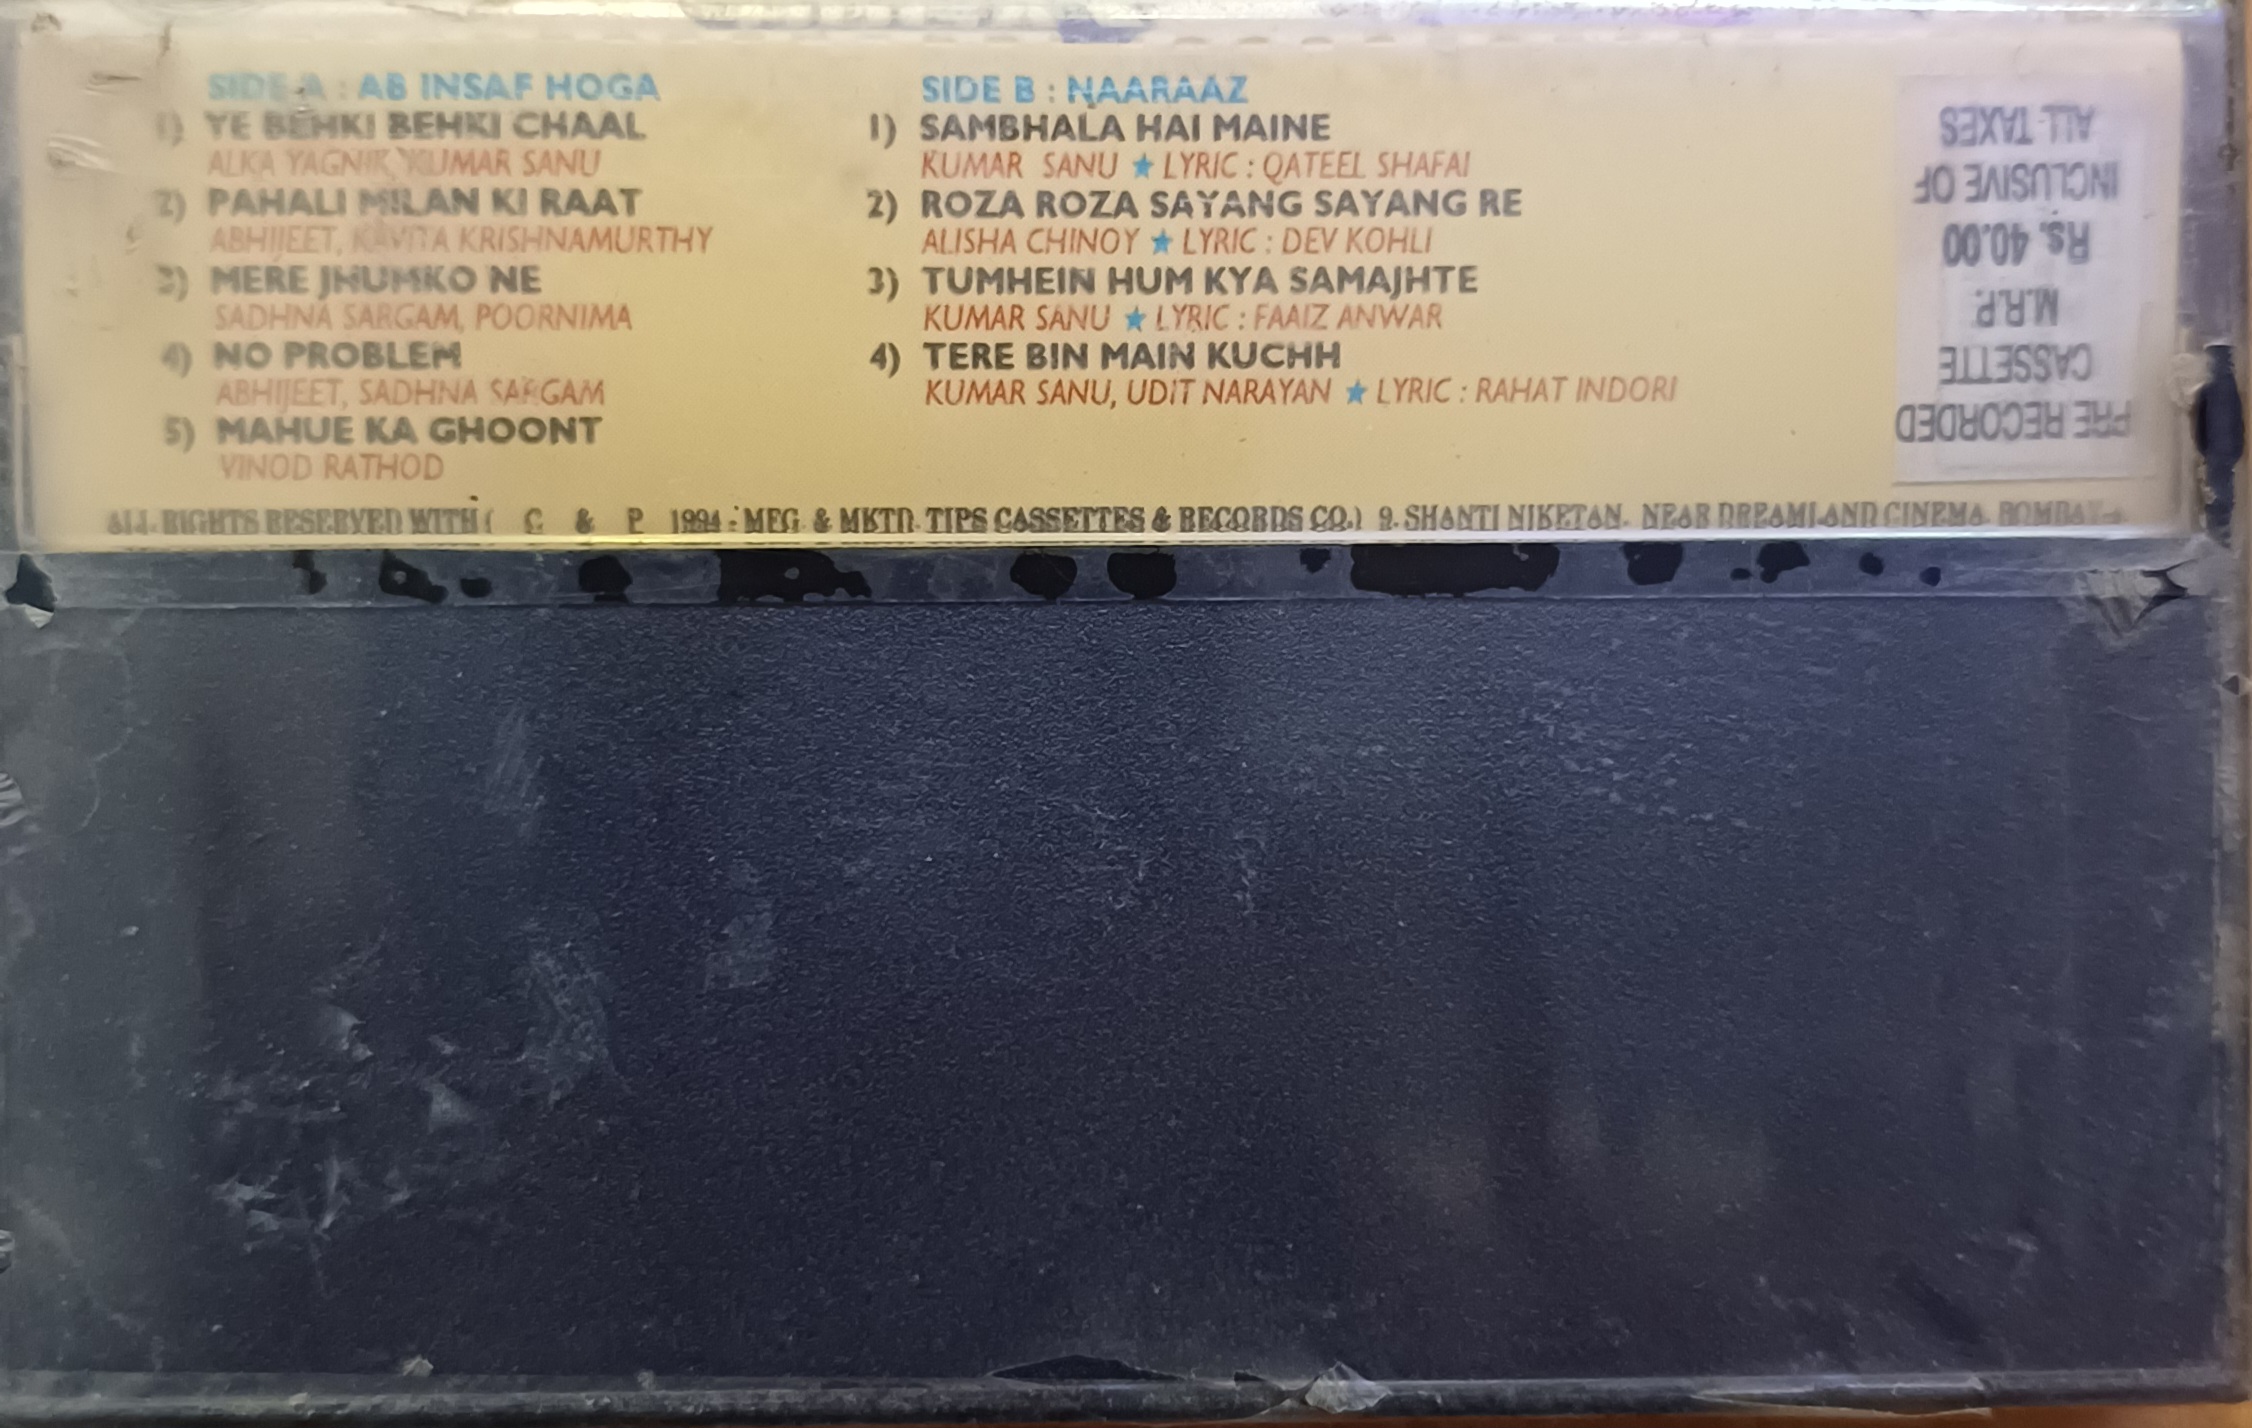 SIDE A : AB INSAF HOGA
1) YE BEHKI BEHKI CHAAL
ALKA YAGNIK, KUMAR SANU
2) PAHALI MILAN KI RAAT
ABHIJEET, KAVITA KRISHNAMURTHY
3) MERE JHUMKO NE
SADHNA SARGAM, POORNIMA
4) NO PROBLEM
ABHIJEET, SADHNA SARGAM
5) MAHUE KA GHOONT
VINOD RATHOD
SIDE B : NAARAAZ
1) SAMBHALA HAI MAINE
KUMAR SANU ★ LYRIC : QATEEL SHAFAI
2) ROZA ROZA SAYANG SAYANG RE
ALISHA CHINOY ★ LYRIC : DEV KOHLI
3) TUMHEIN HUM KYA SAMAJHTE
KUMAR SANU ★ LYRIC : FAAIZ ANWAR
4) TERE BIN MAIN KUCHH
KUMAR SANU, UDIT NARAYAN ★ LYRIC : RAHAT INDORI
PRE RECORDED
CASSETTE
M.R.P.
Rs. 40.00
INCLUSIVE OF
ALL TAXES
ALL RIGHTS RESERVED WITH ( C & P 1994 : MFG. & MKTD. TIPS CASSETTES & RECORDS CO.) 9, SHANTI NIKETAN, NEAR DREAMLAND CINEMA, BOMBAY-4